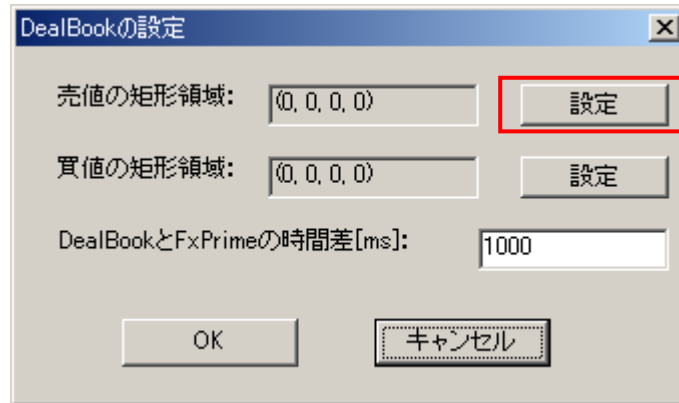 DealBookの設定
売値の矩形領域: (0, 0, 0, 0) 設定
買値の矩形領域: (0, 0, 0, 0) 設定
DealBookとFxPrimeの時間差[ms]: 1000
OK キャンセル